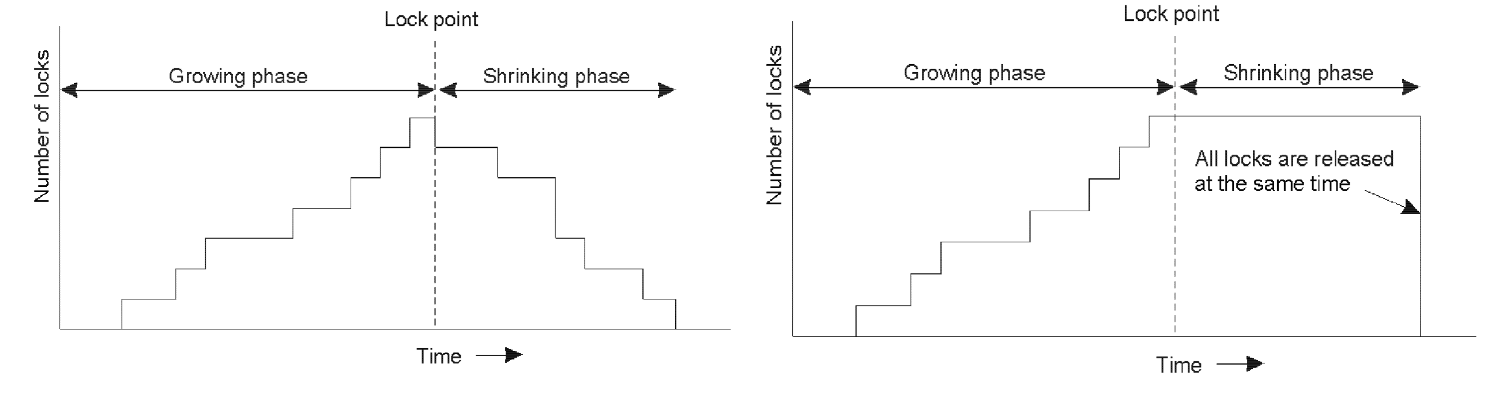 Lock point
Growing phase
Shrinking phase
Number of locks
Time
Lock point
Growing phase
Shrinking phase
Number of locks
All locks are released
at the same time
Time